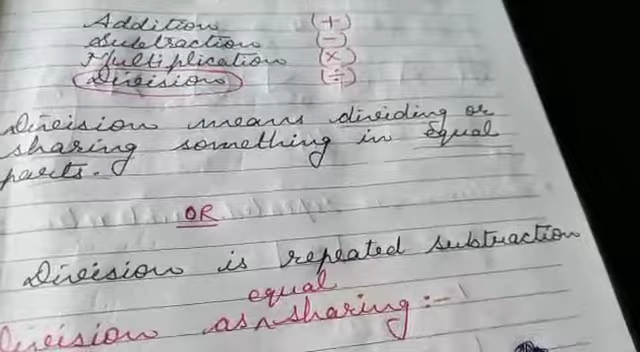 Addition (+)
Subtraction (-)
Multiplication (×)
Division (÷)
Division means dividing or
sharing something in equal
parts.
OR
Division is repeated subtraction
equal
Division as ^ sharing :-